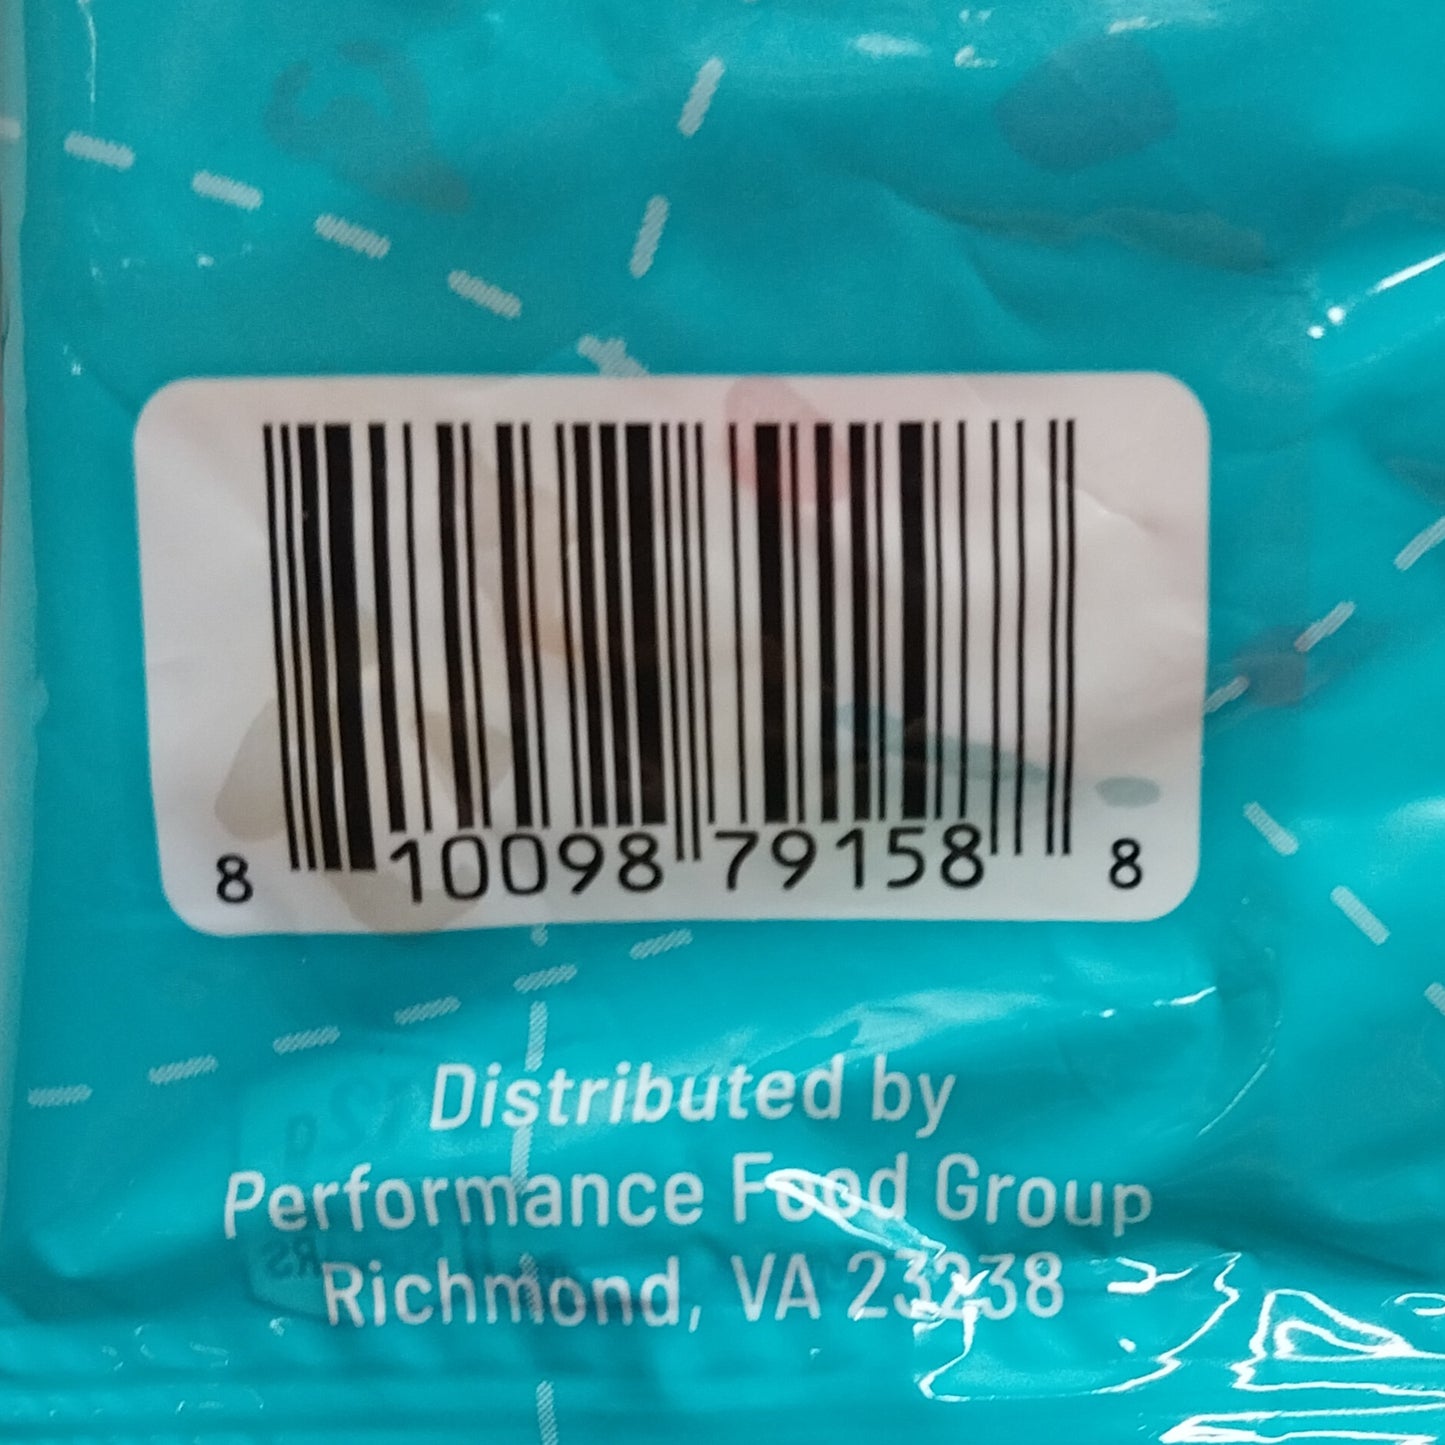 8 10098 79158 8
Distributed by
Performance Food Group
Richmond, VA 23238